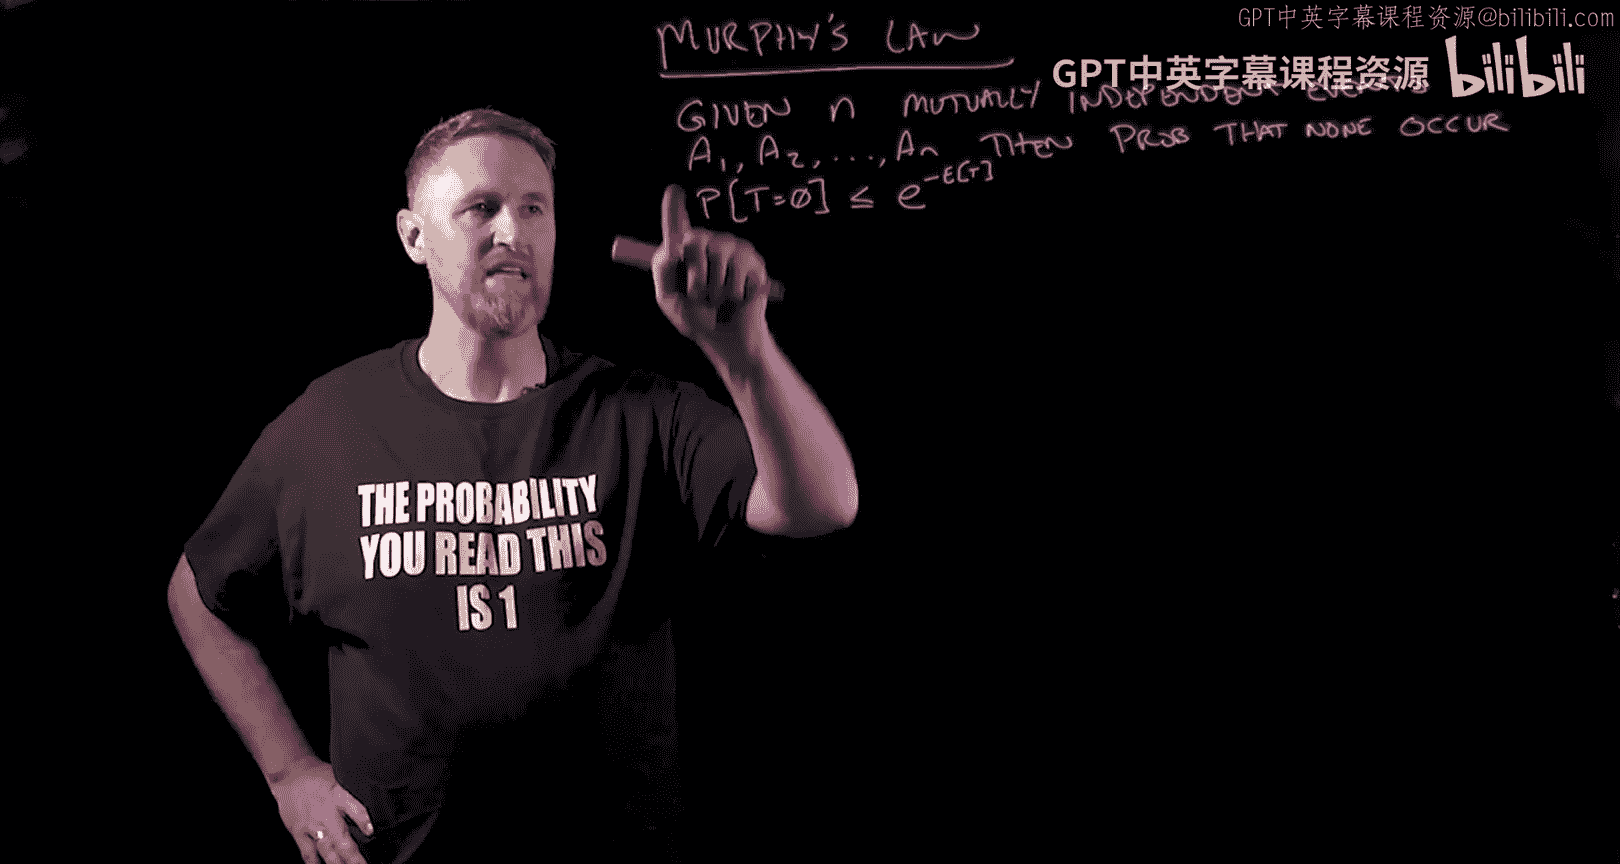 GPT中英字幕课程资源@bilibili.com
MURPHY'S LAW
GPT中英字幕课程资源 bilibili
GIVEN n MUTUALLY INDEPENDENT EVENTS
A₁, A₂, ..., Aₙ THEN PROB THAT NONE OCCUR
P[T=∅] ≤ e^{-E[T]}
THE PROBABILITY
YOU READ THIS
IS 1